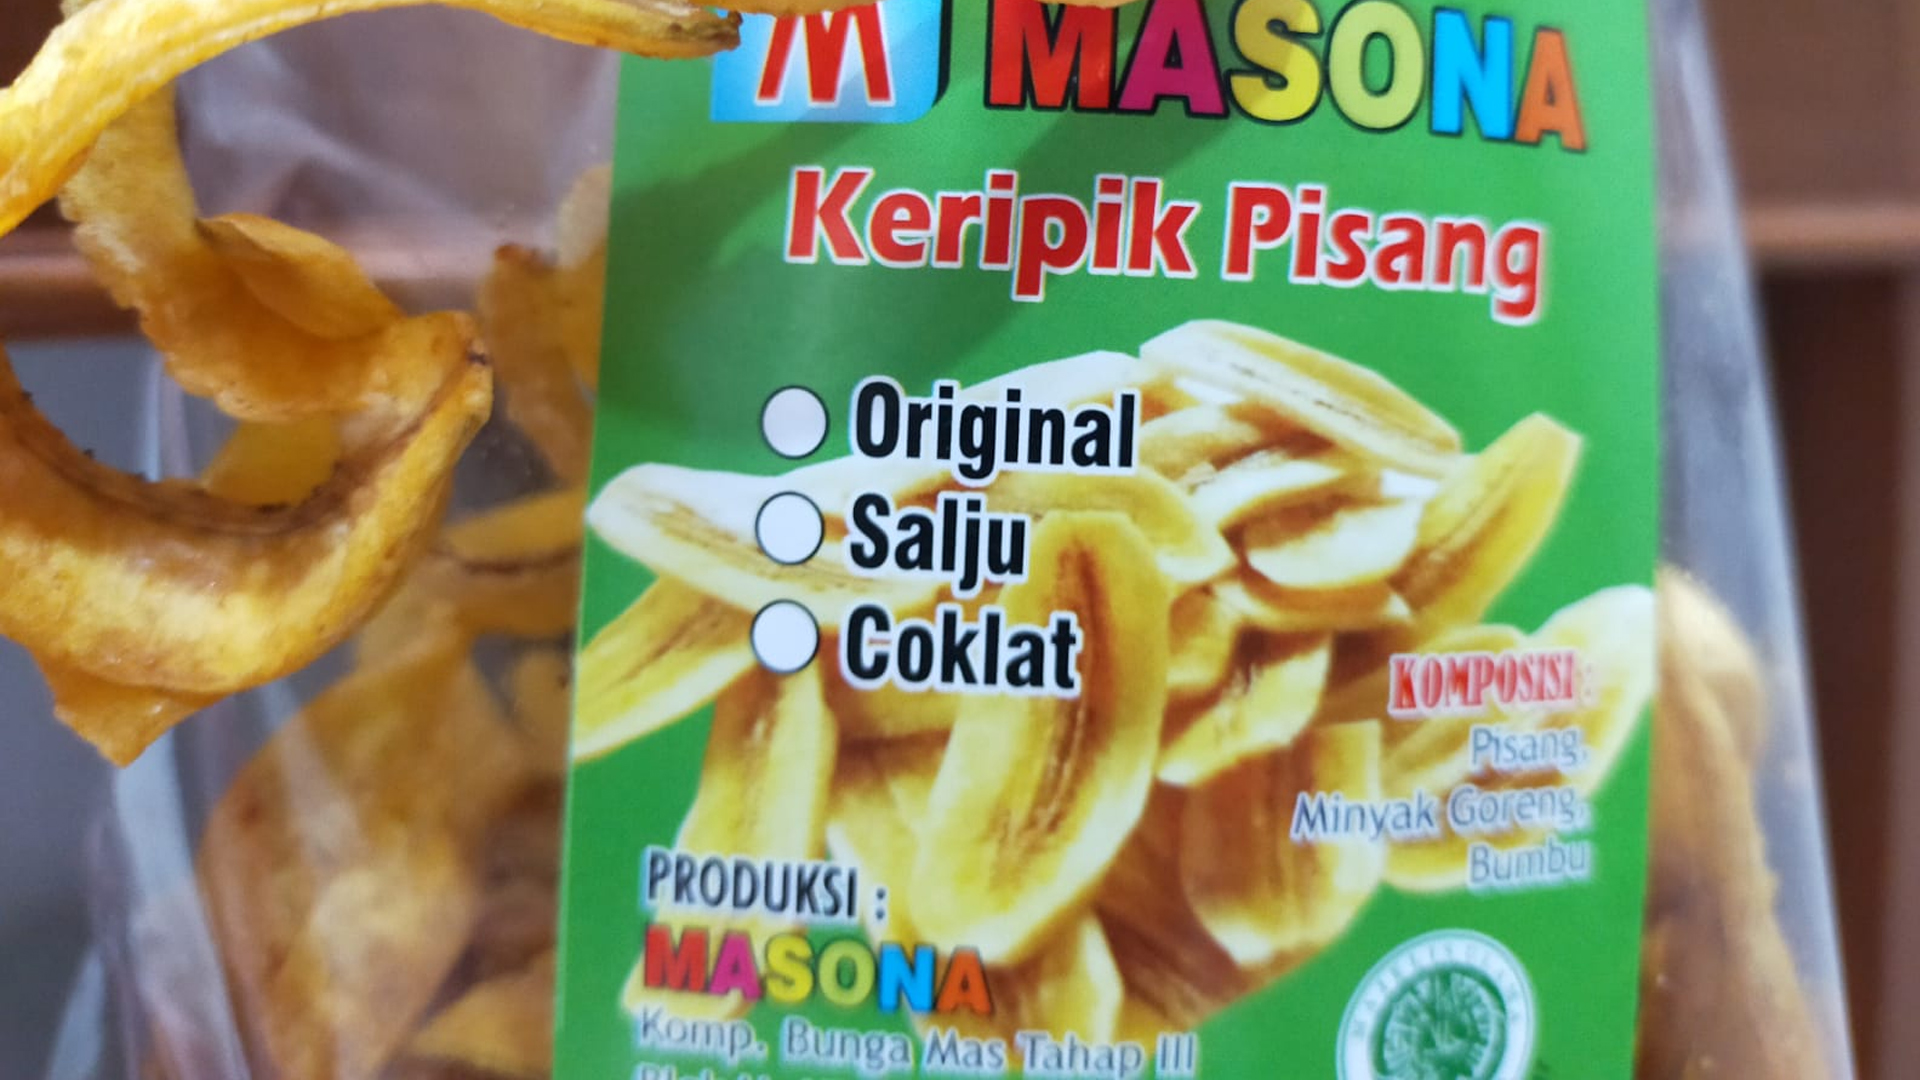 M MASONA
Keripik Pisang
Original
Salju
Coklat
KOMPOSISI :
Pisang,
Minyak Goreng,
Bumbu
PRODUKSI :
MASONA
Komp. Bunga Mas Tahap III